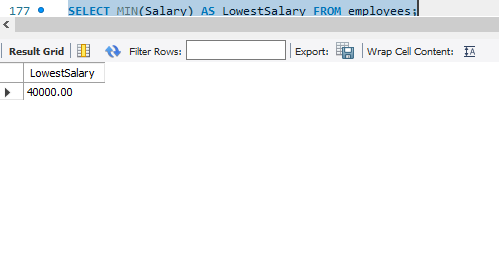 177 SELECT MIN(Salary) AS LowestSalary FROM employees;
Result Grid Filter Rows: Export: Wrap Cell Content:
LowestSalary
40000.00